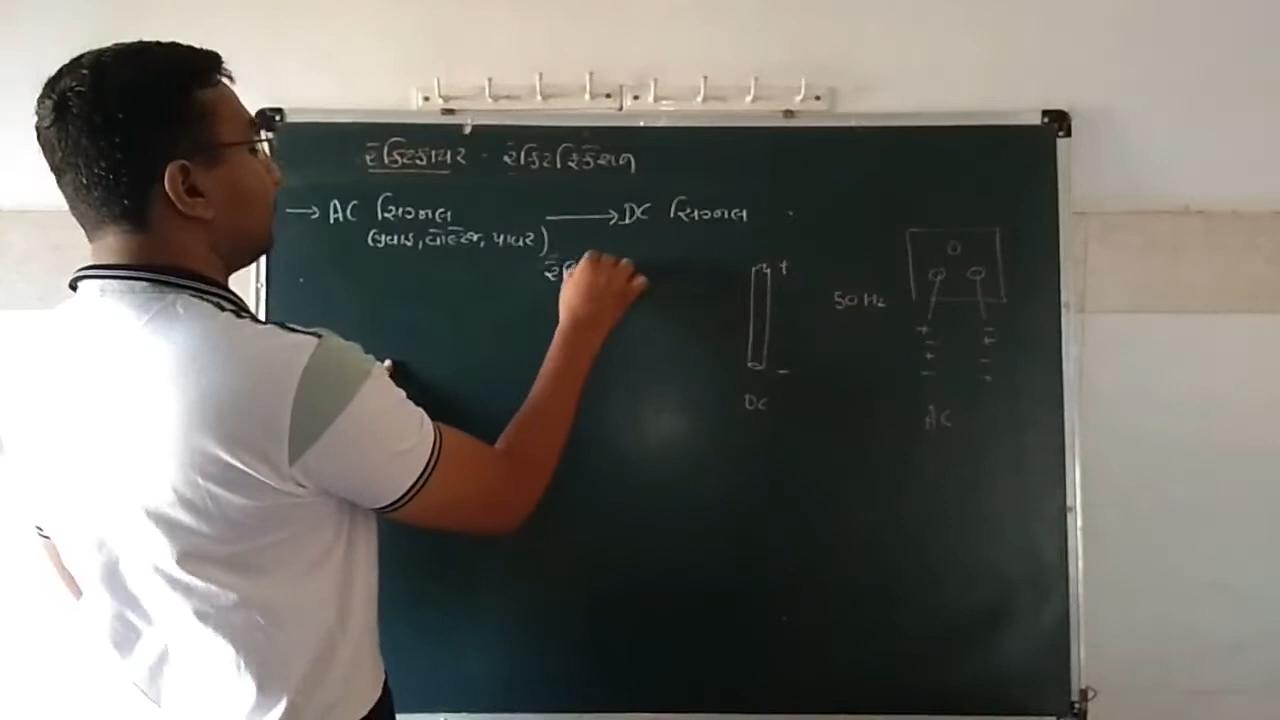 રેક્ટિફાયર - રેક્ટિફિકેશન
→ AC સિગ્નલ ⟶ DC સિગ્નલ
(પ્રવાહ, વોલ્ટેજ, પાવર)
+
-
DC
50 Hz
+ -
- +
+ -
- +
AC